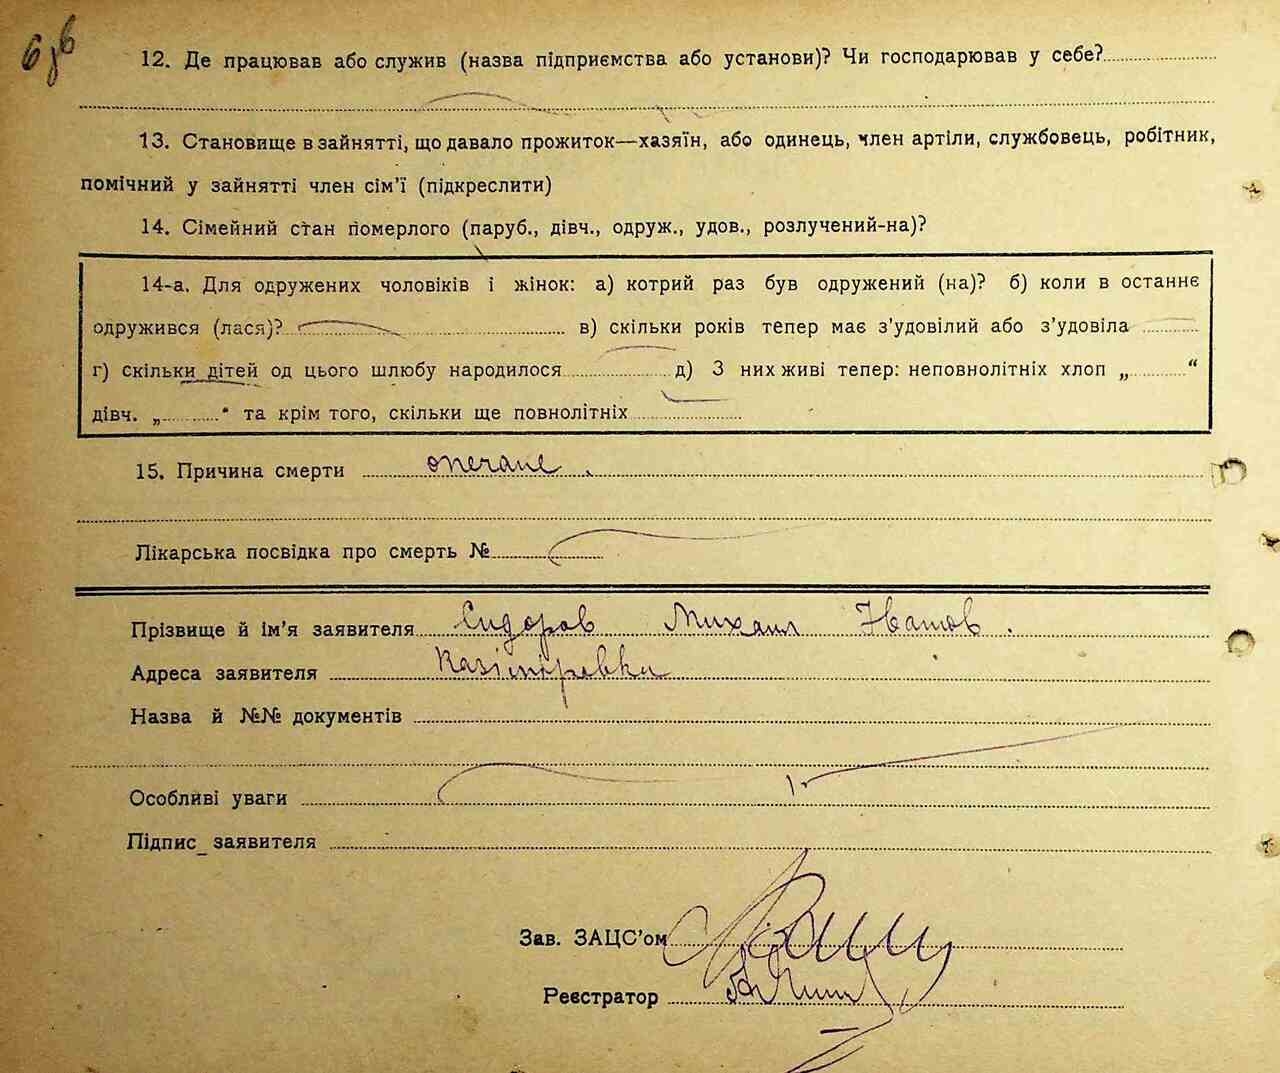 6зв
12. Де працював або служив (назва підприємства або установи)? Чи господарював у себе?
13. Становище в зайнятті, що давало прожиток—хазяїн, або одинець, член артіли, службовець, робітник,
помічний у зайнятті член сім’ї (підкреслити)
14. Сімейний стан померлого (паруб., дівч., одруж., удов., розлучений-на)?
14-а. Для одружених чоловіків і жінок: а) котрий раз був одружений (на)? б) коли в останнє
одружився (лася)? в) скільки років тепер має з’удовілий або з’удовіла
г) скільки дітей од цього шлюбу народилося д) З них живі тепер: неповнолітніх хлоп „ “
дівч. „ “ та крім того, скільки ще повнолітніх
15. Причина смерти
Лікарська посвідка про смерть №
Прізвище й ім’я заявителя Сидоров Михаил Иванов.
Адреса заявителя Казіміровка
Назва й №№ документів
Особливі уваги
Підпис заявителя
Зав. ЗАЦС’ом
Реєстратор